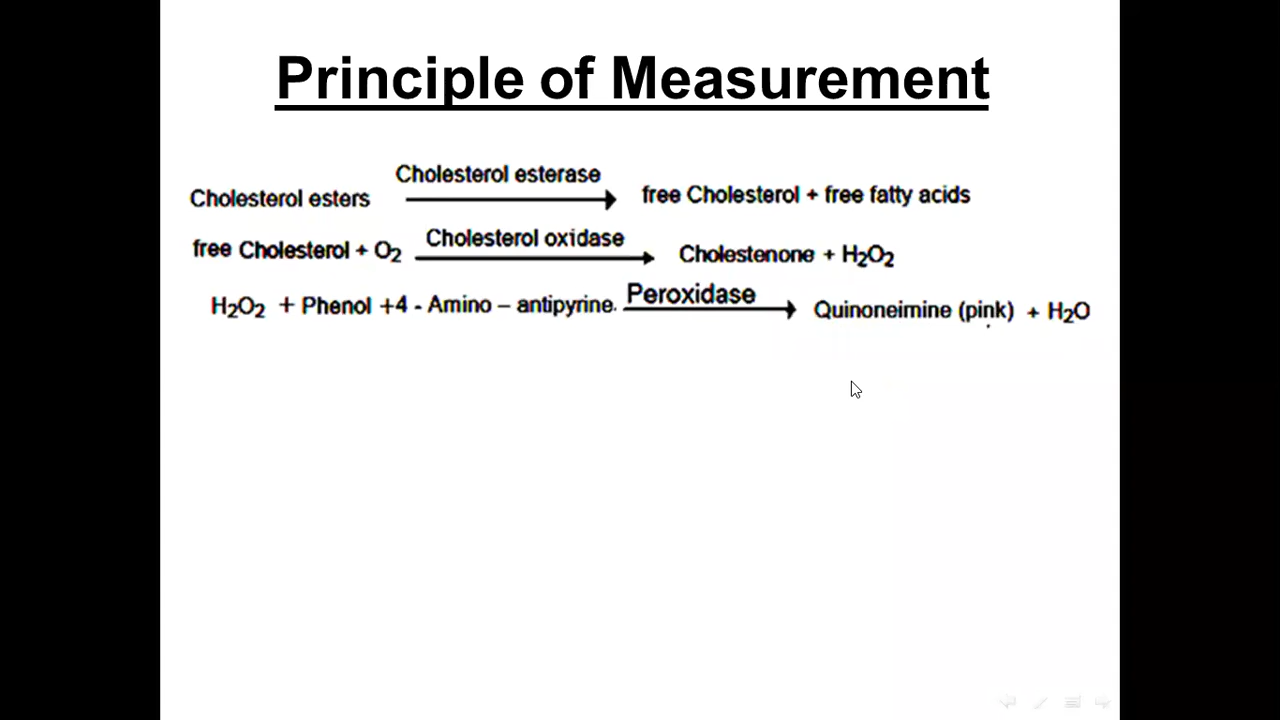 Principle of Measurement
Cholesterol esterase
Cholesterol esters free Cholesterol + free fatty acids
Cholesterol oxidase
free Cholesterol + O2 Cholestenone + H2O2
Peroxidase
H2O2 + Phenol +4 - Amino – antipyrine. Quinoneimine (pink) + H2O